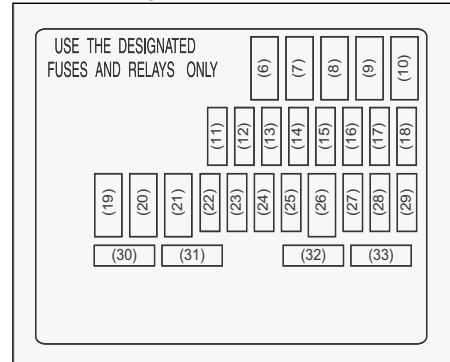 USE THE DESIGNATED
FUSES AND RELAYS ONLY
(6) (7) (8) (9) (10)
(11) (12) (13) (14) (15) (16) (17) (18)
(19) (20) (21) (22) (23) (24) (25) (26) (27) (28) (29)
(30) (31) (32) (33)